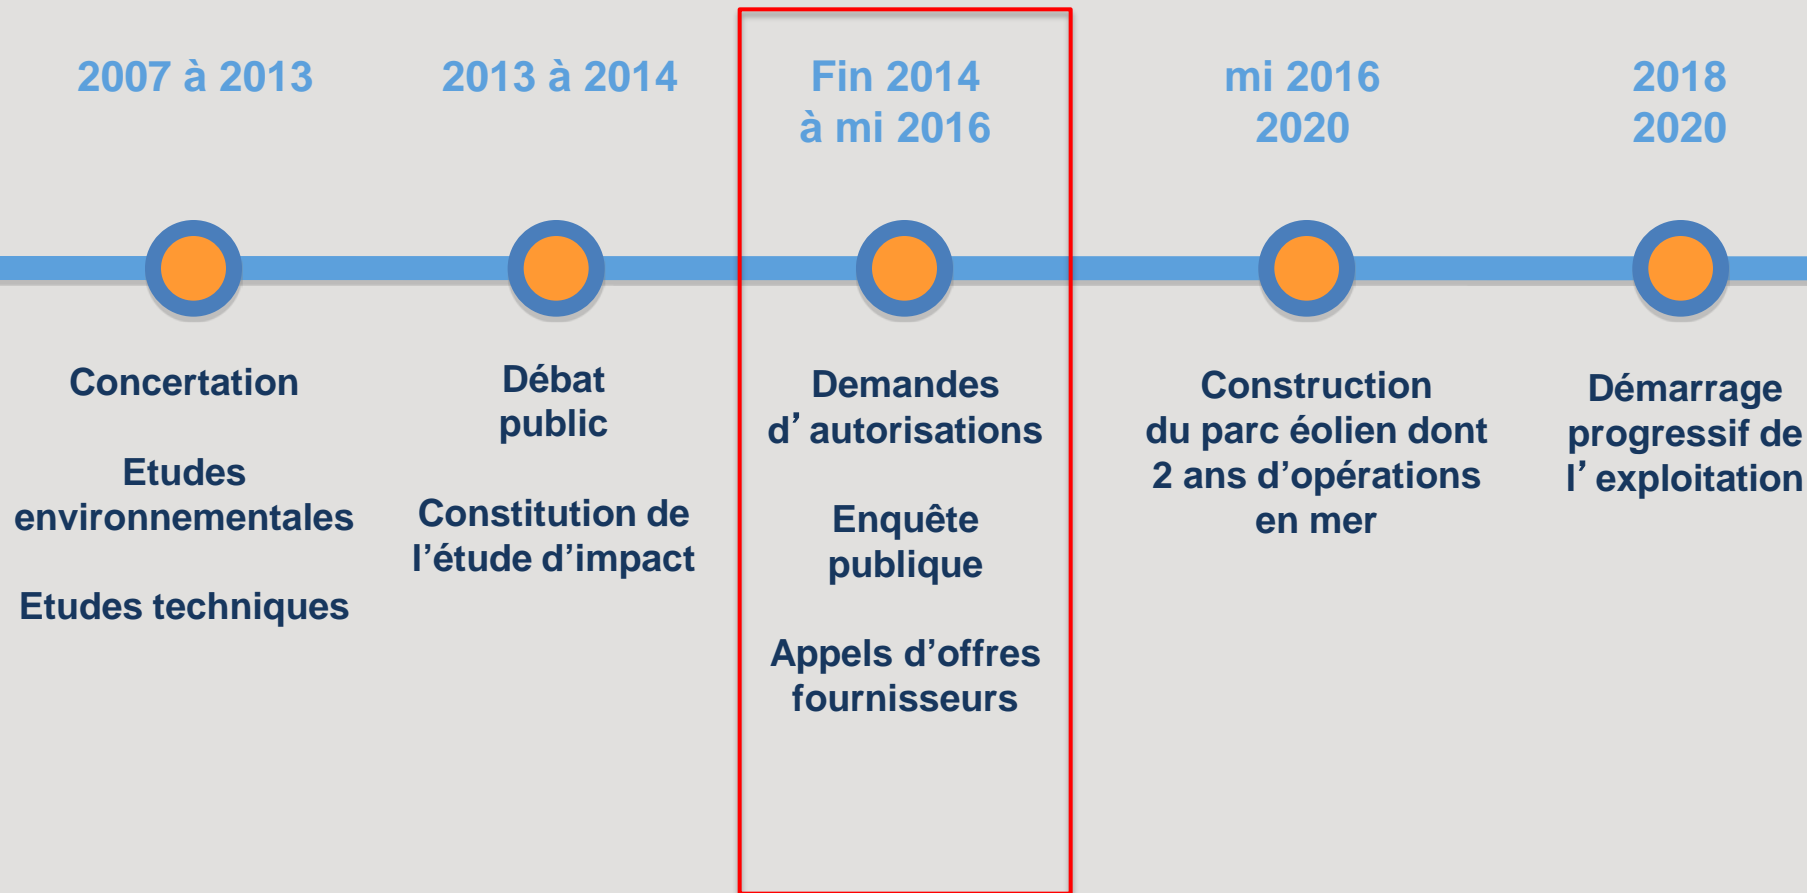 2007 à 2013
Concertation
Etudes
environnementales
Etudes techniques
2013 à 2014
Débat
public
Constitution de
l’étude d’impact
Fin 2014
à mi 2016
Demandes
d’ autorisations
Enquête
publique
Appels d’offres
fournisseurs
mi 2016
2020
Construction
du parc éolien dont
2 ans d’opérations
en mer
2018
2020
Démarrage
progressif de
l’ exploitation